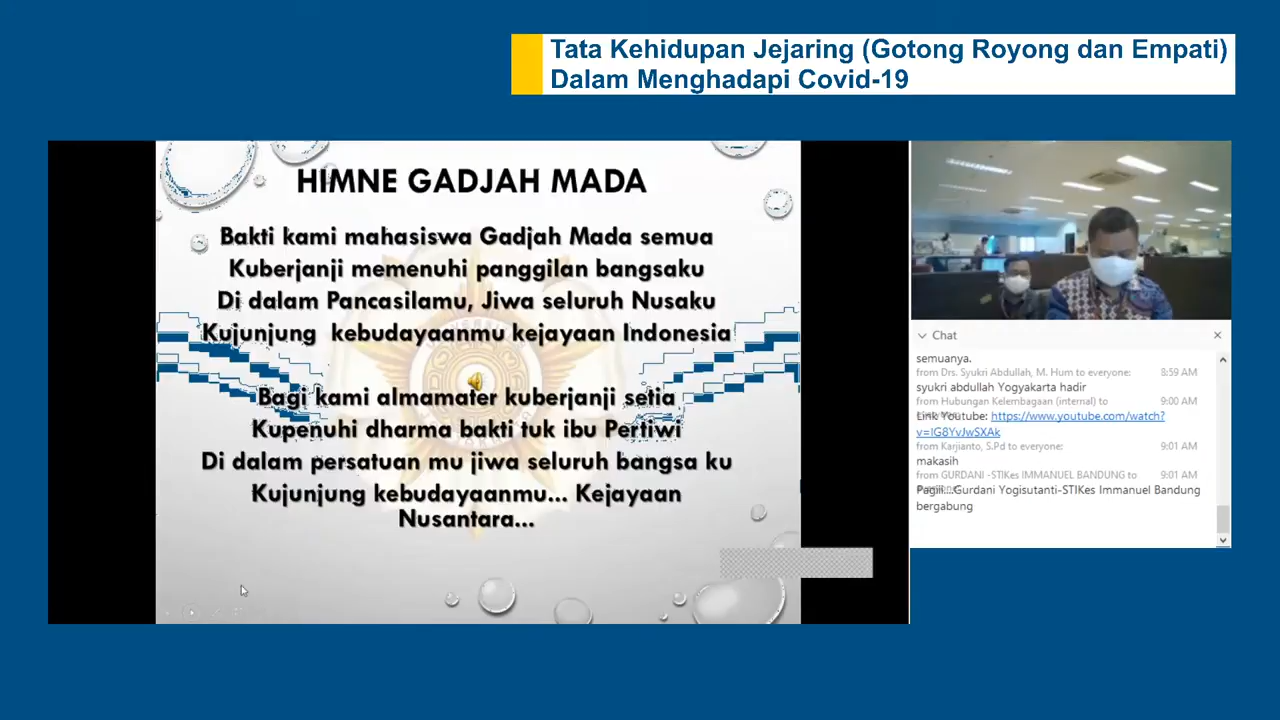 Tata Kehidupan Jejaring (Gotong Royong dan Empati)
Dalam Menghadapi Covid-19
HIMNE GADJAH MADA
Bakti kami mahasiswa Gadjah Mada semua
Kuberjanji memenuhi panggilan bangsaku
Di dalam Pancasilamu, Jiwa seluruh Nusaku
Kujunjung kebudayaanmu kejayaan Indonesia
Bagi kami almamater kuberjanji setia
Kupenuhi dharma bakti tuk ibu Pertiwi
Di dalam persatuan mu jiwa seluruh bangsa ku
Kujunjung kebudayaanmu... Kejayaan
Nusantara...
Chat
semuanya.
from Drs. Syukri Abdullah, M. Hum to everyone: 8:59 AM
syukri abdullah Yogyakarta hadir
from Hubungan Kelembagaan (internal) to 9:00 AM
Link Youtube: https://www.youtube.com/watch?
v=IG8YvJwSXAk
from Karjianto, S.Pd to everyone: 9:01 AM
makasih
from GURDANI -STIKes IMMANUEL BANDUNG to 9:01 AM
Pagiii...Gurdani Yogisutanti-STIKes Immanuel Bandung
bergabung